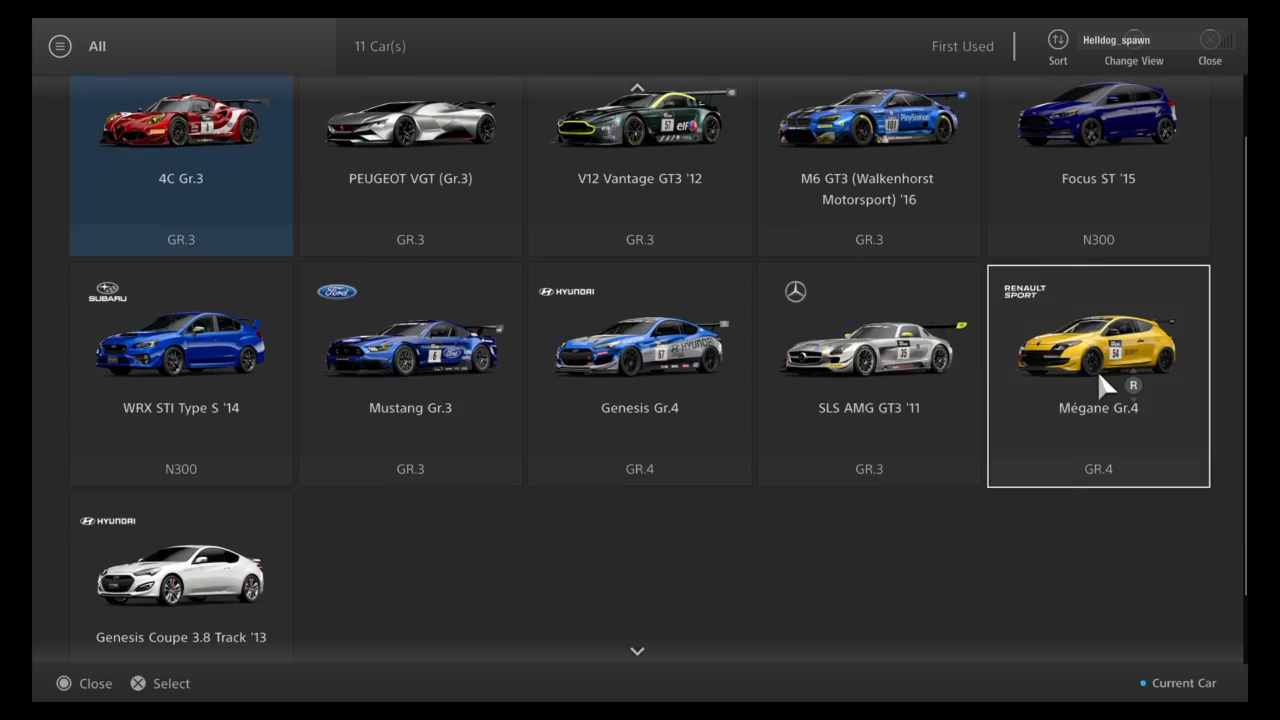 All
11 Car(s)
First Used
Sort
Helldog_spawn
Change View
Close
4C Gr.3
GR.3
PEUGEOT VGT (Gr.3)
GR.3
V12 Vantage GT3 '12
GR.3
M6 GT3 (Walkenhorst
Motorsport) '16
GR.3
Focus ST '15
N300
SUBARU
WRX STI Type S '14
N300
Ford
Mustang Gr.3
GR.3
HYUNDAI
Genesis Gr.4
GR.4
SLS AMG GT3 '11
GR.3
RENAULT
SPORT
R
Mégane Gr.4
GR.4
HYUNDAI
Genesis Coupe 3.8 Track '13
Close
Select
Current Car